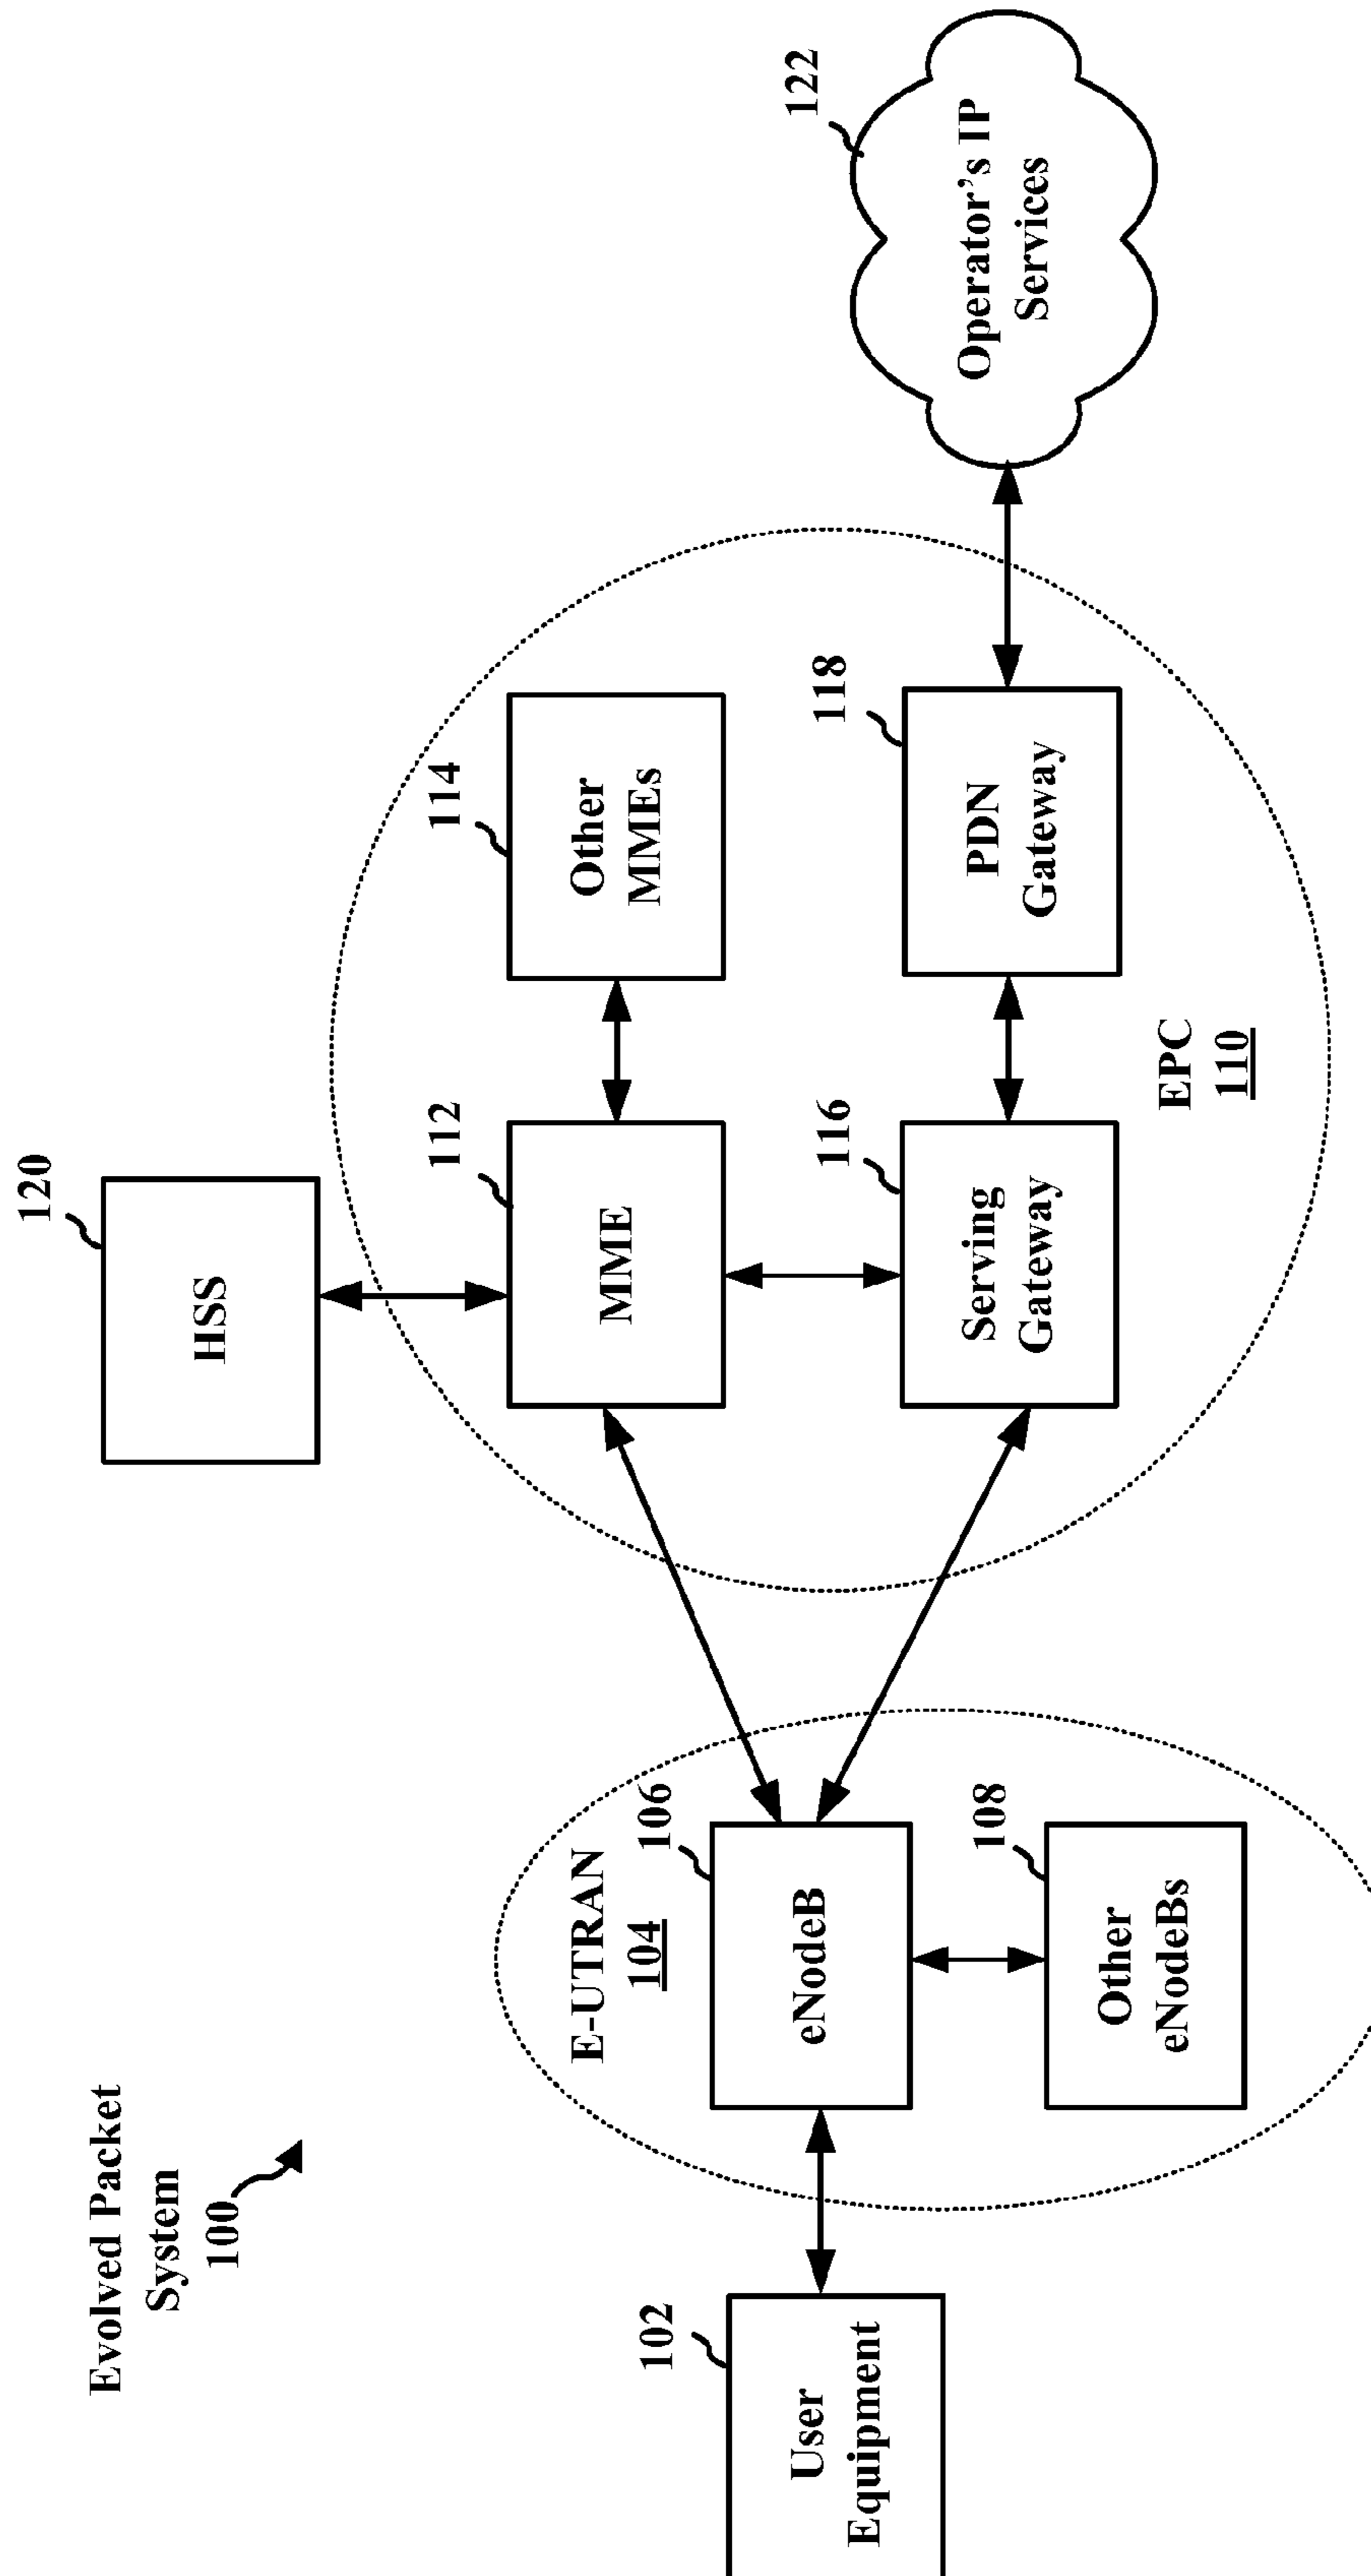 Evolved Packet
System
100
120
HSS
E-UTRAN
104
102
User
Equipment
106
eNodeB
108
Other
eNodeBs
112
MME
114
Other
MMEs
116
Serving
Gateway
118
PDN
Gateway
EPC
110
122
Operator's IP
Services